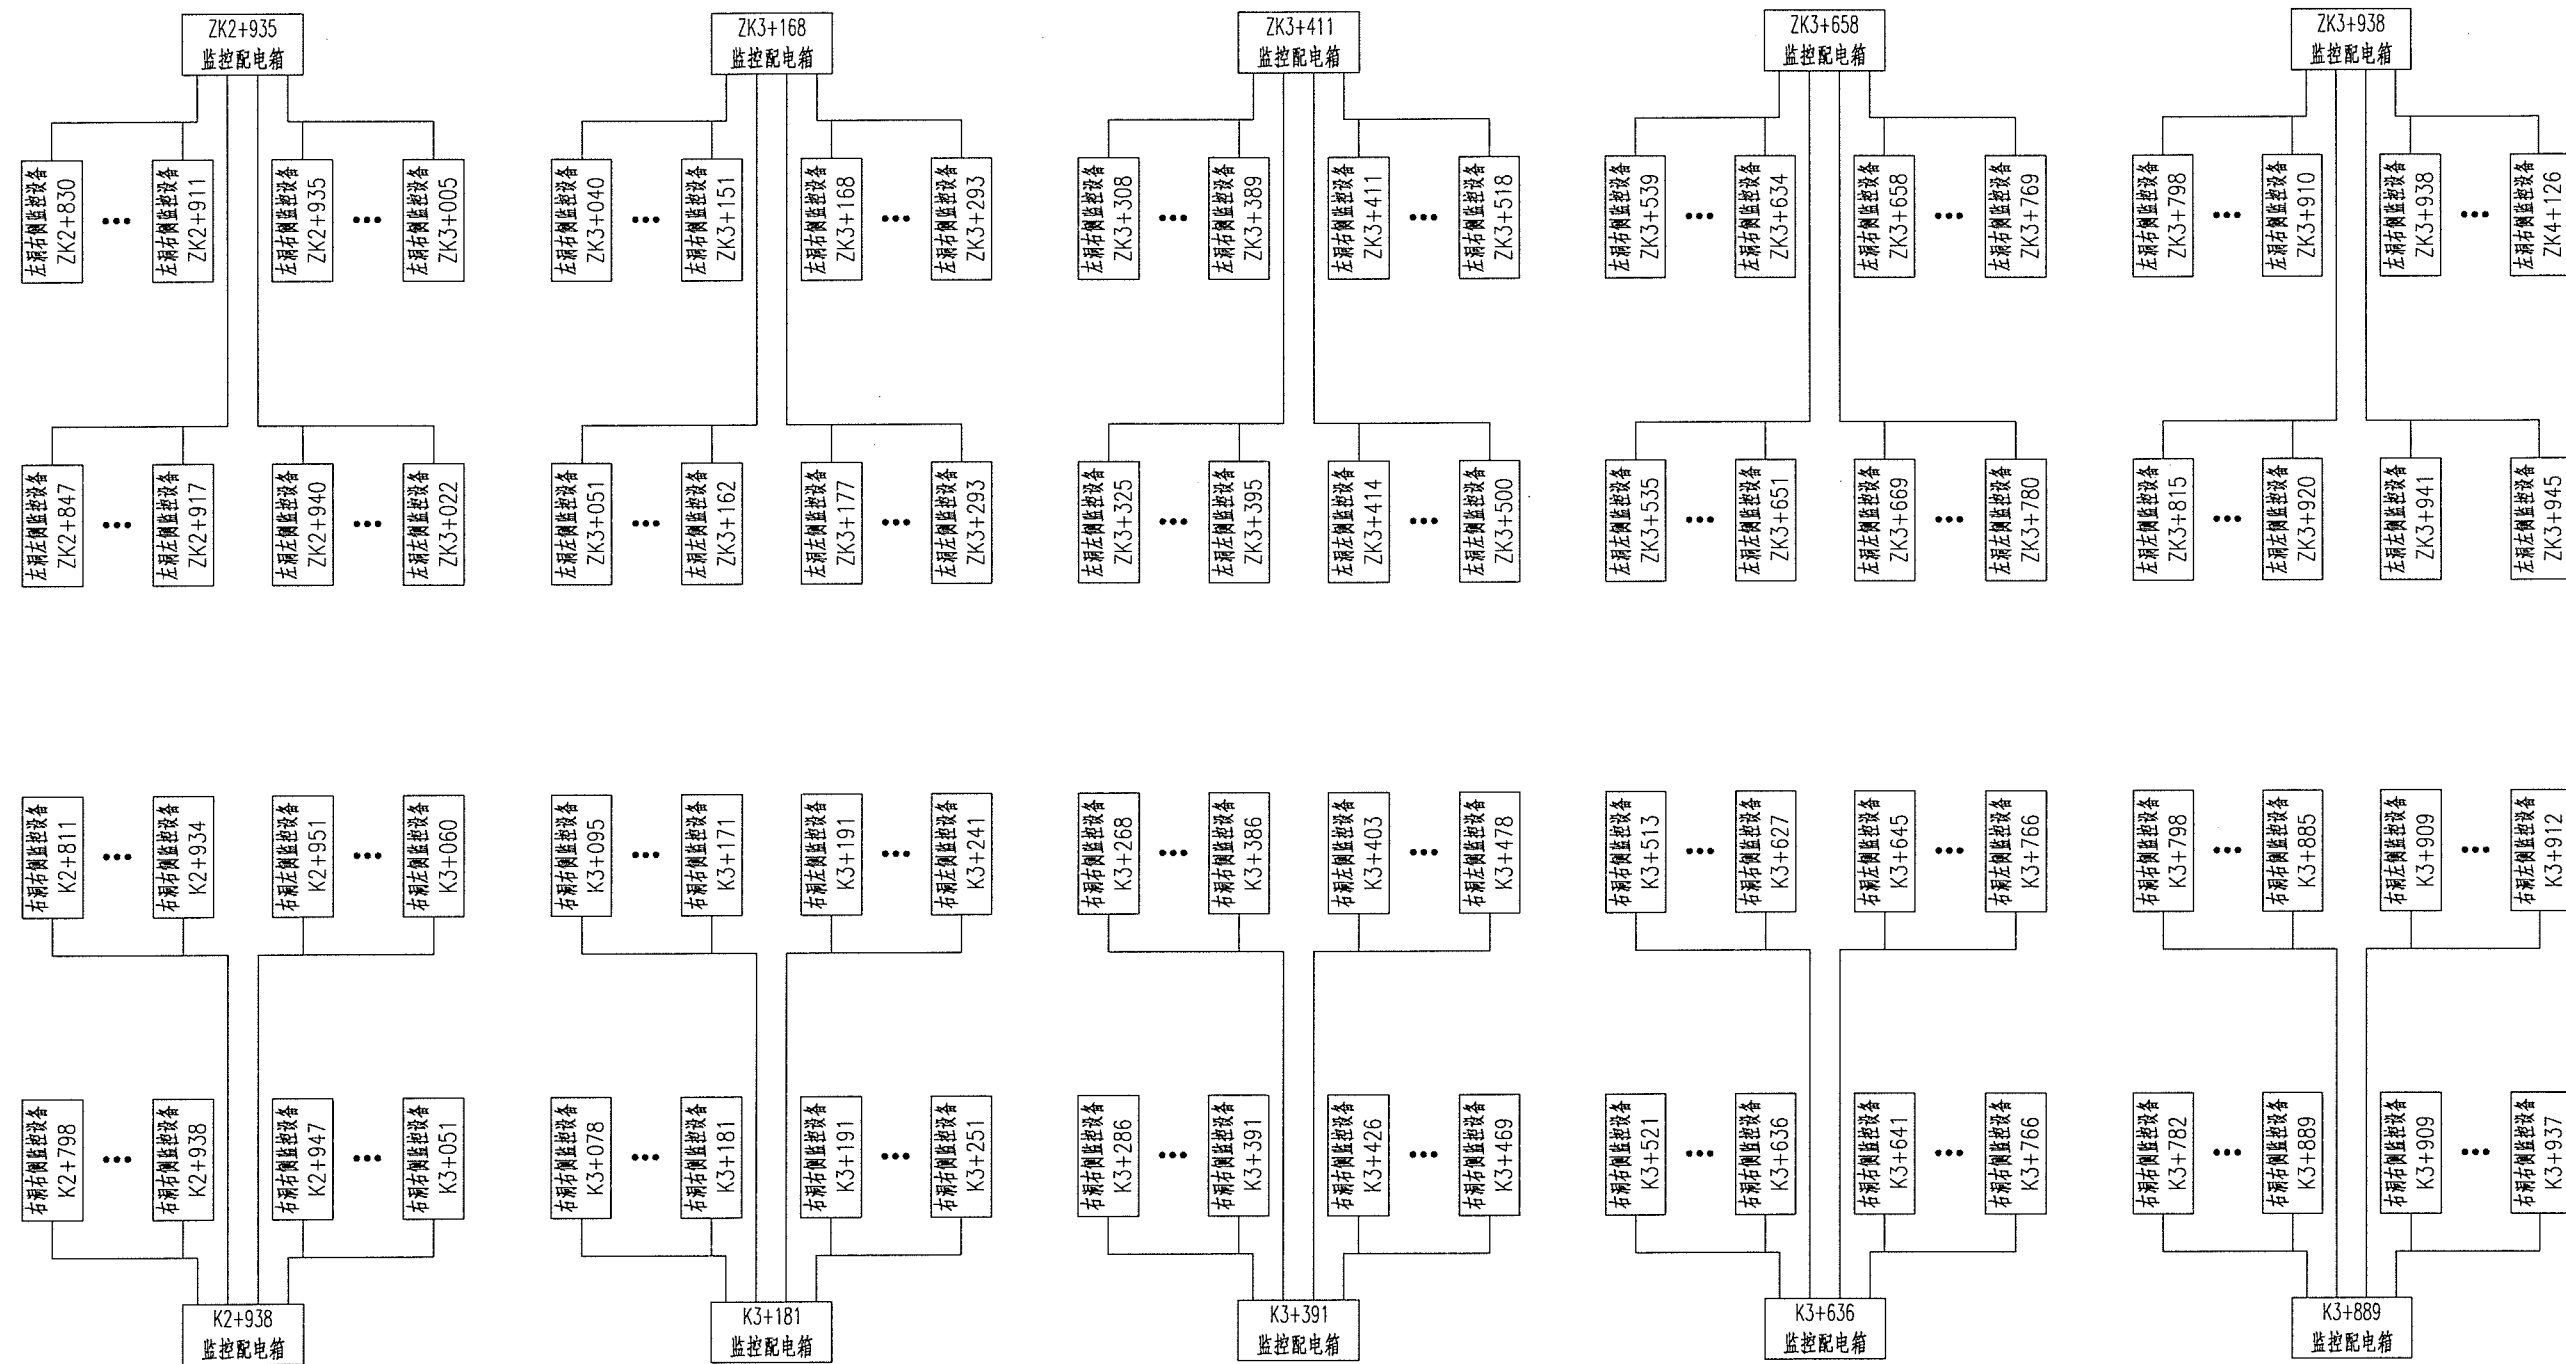 ZK2+935
监控配电箱
ZK3+168
监控配电箱
ZK3+411
监控配电箱
ZK3+658
监控配电箱
ZK3+938
监控配电箱
左洞右侧监控设备
ZK2+830
左洞右侧监控设备
ZK2+911
左洞右侧监控设备
ZK2+935
左洞右侧监控设备
ZK3+005
左洞右侧监控设备
ZK3+040
左洞右侧监控设备
ZK3+151
左洞右侧监控设备
ZK3+168
左洞右侧监控设备
ZK3+293
左洞右侧监控设备
ZK3+308
左洞右侧监控设备
ZK3+389
左洞右侧监控设备
ZK3+411
左洞右侧监控设备
ZK3+518
左洞右侧监控设备
ZK3+539
左洞右侧监控设备
ZK3+634
左洞右侧监控设备
ZK3+658
左洞右侧监控设备
ZK3+769
左洞右侧监控设备
ZK3+798
左洞右侧监控设备
ZK3+910
左洞右侧监控设备
ZK3+938
左洞右侧监控设备
ZK4+126
左洞左侧监控设备
ZK2+847
左洞左侧监控设备
ZK2+917
左洞左侧监控设备
ZK2+940
左洞左侧监控设备
ZK3+022
左洞左侧监控设备
ZK3+051
左洞左侧监控设备
ZK3+162
左洞左侧监控设备
ZK3+177
左洞左侧监控设备
ZK3+293
左洞左侧监控设备
ZK3+325
左洞左侧监控设备
ZK3+395
左洞左侧监控设备
ZK3+414
左洞左侧监控设备
ZK3+500
左洞左侧监控设备
ZK3+535
左洞左侧监控设备
ZK3+651
左洞左侧监控设备
ZK3+669
左洞左侧监控设备
ZK3+780
左洞左侧监控设备
ZK3+815
左洞左侧监控设备
ZK3+920
左洞左侧监控设备
ZK3+941
左洞左侧监控设备
ZK3+945
右洞右侧监控设备
K2+811
右洞右侧监控设备
K2+934
右洞左侧监控设备
K2+951
右洞左侧监控设备
K3+060
右洞右侧监控设备
K3+095
右洞右侧监控设备
K3+171
右洞左侧监控设备
K3+191
右洞左侧监控设备
K3+241
右洞右侧监控设备
K3+268
右洞右侧监控设备
K3+386
右洞左侧监控设备
K3+403
右洞左侧监控设备
K3+478
右洞右侧监控设备
K3+513
右洞右侧监控设备
K3+627
右洞左侧监控设备
K3+645
右洞左侧监控设备
K3+766
右洞右侧监控设备
K3+798
右洞右侧监控设备
K3+885
右洞左侧监控设备
K3+909
右洞左侧监控设备
K3+912
右洞右侧监控设备
K2+798
右洞右侧监控设备
K2+938
右洞右侧监控设备
K2+947
右洞右侧监控设备
K3+051
右洞右侧监控设备
K3+078
右洞右侧监控设备
K3+181
右洞右侧监控设备
K3+191
右洞右侧监控设备
K3+251
右洞右侧监控设备
K3+286
右洞右侧监控设备
K3+391
右洞右侧监控设备
K3+426
右洞右侧监控设备
K3+469
右洞右侧监控设备
K3+521
右洞右侧监控设备
K3+636
右洞右侧监控设备
K3+641
右洞右侧监控设备
K3+766
右洞右侧监控设备
K3+782
右洞右侧监控设备
K3+889
右洞右侧监控设备
K3+909
右洞右侧监控设备
K3+937
K2+938
监控配电箱
K3+181
监控配电箱
K3+391
监控配电箱
K3+636
监控配电箱
K3+889
监控配电箱